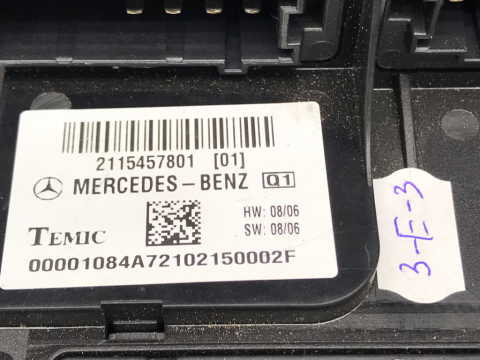 2115457801 [01]
MERCEDES-BENZ Q1
HW: 08/06
TEMIC SW: 08/06
00001084A72102150002F
3-E-3